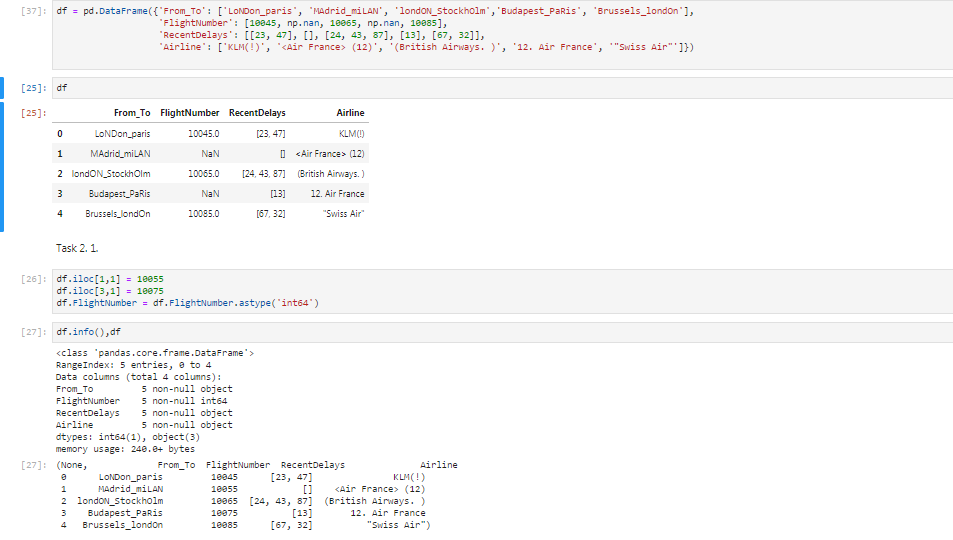 [37]: df = pd.DataFrame({'From_To': ['LoNDon_paris', 'MAdrid_miLAN', 'londON_StockhOlm','Budapest_PaRis', 'Brussels_londOn'],
'FlightNumber': [10045, np.nan, 10065, np.nan, 10085],
'RecentDelays': [[23, 47], [], [24, 43, 87], [13], [67, 32]],
'Airline': ['KLM(!)', '<Air France> (12)', '(British Airways. )', '12. Air France', '"Swiss Air"']})
[25]: df
[25]: From_To FlightNumber RecentDelays Airline
0 LoNDon_paris 10045.0 [23, 47] KLM(!)
1 MAdrid_miLAN NaN [] <Air France> (12)
2 londON_StockhOlm 10065.0 [24, 43, 87] (British Airways. )
3 Budapest_PaRis NaN [13] 12. Air France
4 Brussels_londOn 10085.0 [67, 32] "Swiss Air"
Task 2. 1.
[26]: df.iloc[1,1] = 10055
df.iloc[3,1] = 10075
df.FlightNumber = df.FlightNumber.astype('int64')
[27]: df.info(),df
<class 'pandas.core.frame.DataFrame'>
RangeIndex: 5 entries, 0 to 4
Data columns (total 4 columns):
From_To 5 non-null object
FlightNumber 5 non-null int64
RecentDelays 5 non-null object
Airline 5 non-null object
dtypes: int64(1), object(3)
memory usage: 240.0+ bytes
[27]: (None, From_To FlightNumber RecentDelays Airline
0 LoNDon_paris 10045 [23, 47] KLM(!)
1 MAdrid_miLAN 10055 [] <Air France> (12)
2 londON_StockhOlm 10065 [24, 43, 87] (British Airways. )
3 Budapest_PaRis 10075 [13] 12. Air France
4 Brussels_londOn 10085 [67, 32] "Swiss Air")